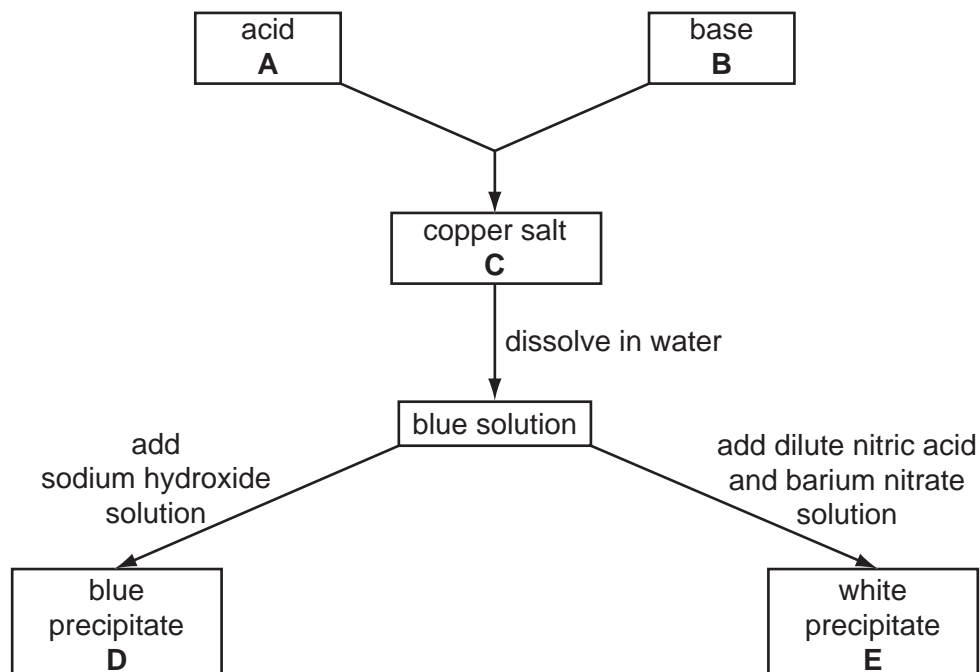 acid
A
base
B
copper salt
C
dissolve in water
blue solution
add
sodium hydroxide
solution
add dilute nitric acid
and barium nitrate
solution
blue
precipitate
D
white
precipitate
E